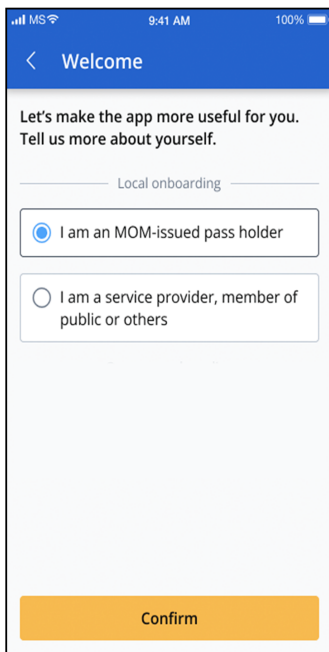 MS 9:41 AM 100%
Welcome
Let's make the app more useful for you.
Tell us more about yourself.
Local onboarding
I am an MOM-issued pass holder
I am a service provider, member of
public or others
Confirm